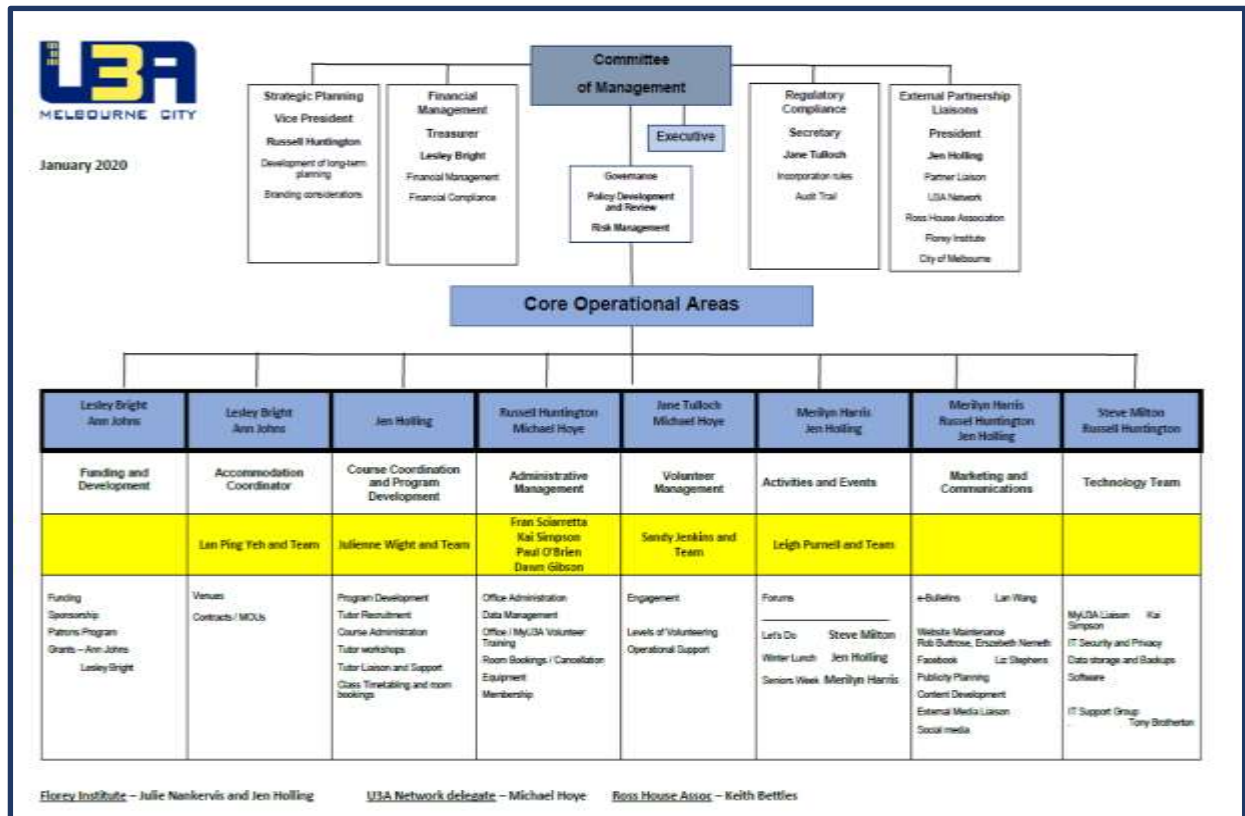 U3A
MELBOURNE CITY
January 2020
Committee
of Management
Executive
Strategic Planning
Vice President
Russell Huntington
Development of long-term
planning
Branding considerations
Financial
Management
Treasurer
Lesley Bright
Financial Management
Financial Compliance
Governance
Policy Development
and Review
Risk Management
Regulatory
Compliance
Secretary
Jane Tulloch
Incorporation rules
Audit Trail
External Partnership
Liaisons
President
Jen Holling
Partner Liaison
U3A Network
Ross House Association
Florey Institute
City of Melbourne
Core Operational Areas
Lesley Bright
Ann Johns
Lesley Bright
Ann Johns
Jen Holling
Russell Huntington
Michael Hoye
Jane Tulloch
Michael Hoye
Merilyn Harris
Jen Holling
Merilyn Harris
Russel Huntington
Jen Holling
Steve Milton
Russell Huntington
Funding and
Development
Accommodation
Coordinator
Course Coordination
and Program
Development
Administrative
Management
Volunteer
Management
Activities and Events
Marketing and
Communications
Technology Team
Lan Ping Yeh and Team
Julienne Wight and Team
Fran Sciarretta
Kai Simpson
Paul O'Brien
Dawn Gibson
Sandy Jenkins and
Team
Leigh Purnell and Team
Funding
Sponsorship
Patrons Program
Grants – Ann Johns
Lesley Bright
Venues
Contracts / MOUs
Program Development
Tutor Recruitment
Course Administration
Tutor workshops
Tutor Liaison and Support
Class Timetabling and room
bookings
Office Administration
Data Management
Office / MyU3A Volunteer
Training
Room Bookings / Cancellation
Equipment
Membership
Engagement
Levels of Volunteering
Operational Support
Forums
Let's Do Steve Milton
Winter Lunch Jen Holling
Seniors Week Merilyn Harris
e-Bulletins Lan Wang
Website Maintenance
Rob Buttrose, Erszebeth Nemeth
Facebook Liz Stephens
Publicity Planning
Content Development
External Media Liaison
Social media
MyU3A Liaison Kai
Simpson
IT Security and Privacy
Data storage and Backups
Software
IT Support Group
Tony Brotherton
Florey Institute – Julie Nankervis and Jen Holling U3A Network delegate – Michael Hoye Ross House Assoc – Keith Bettles